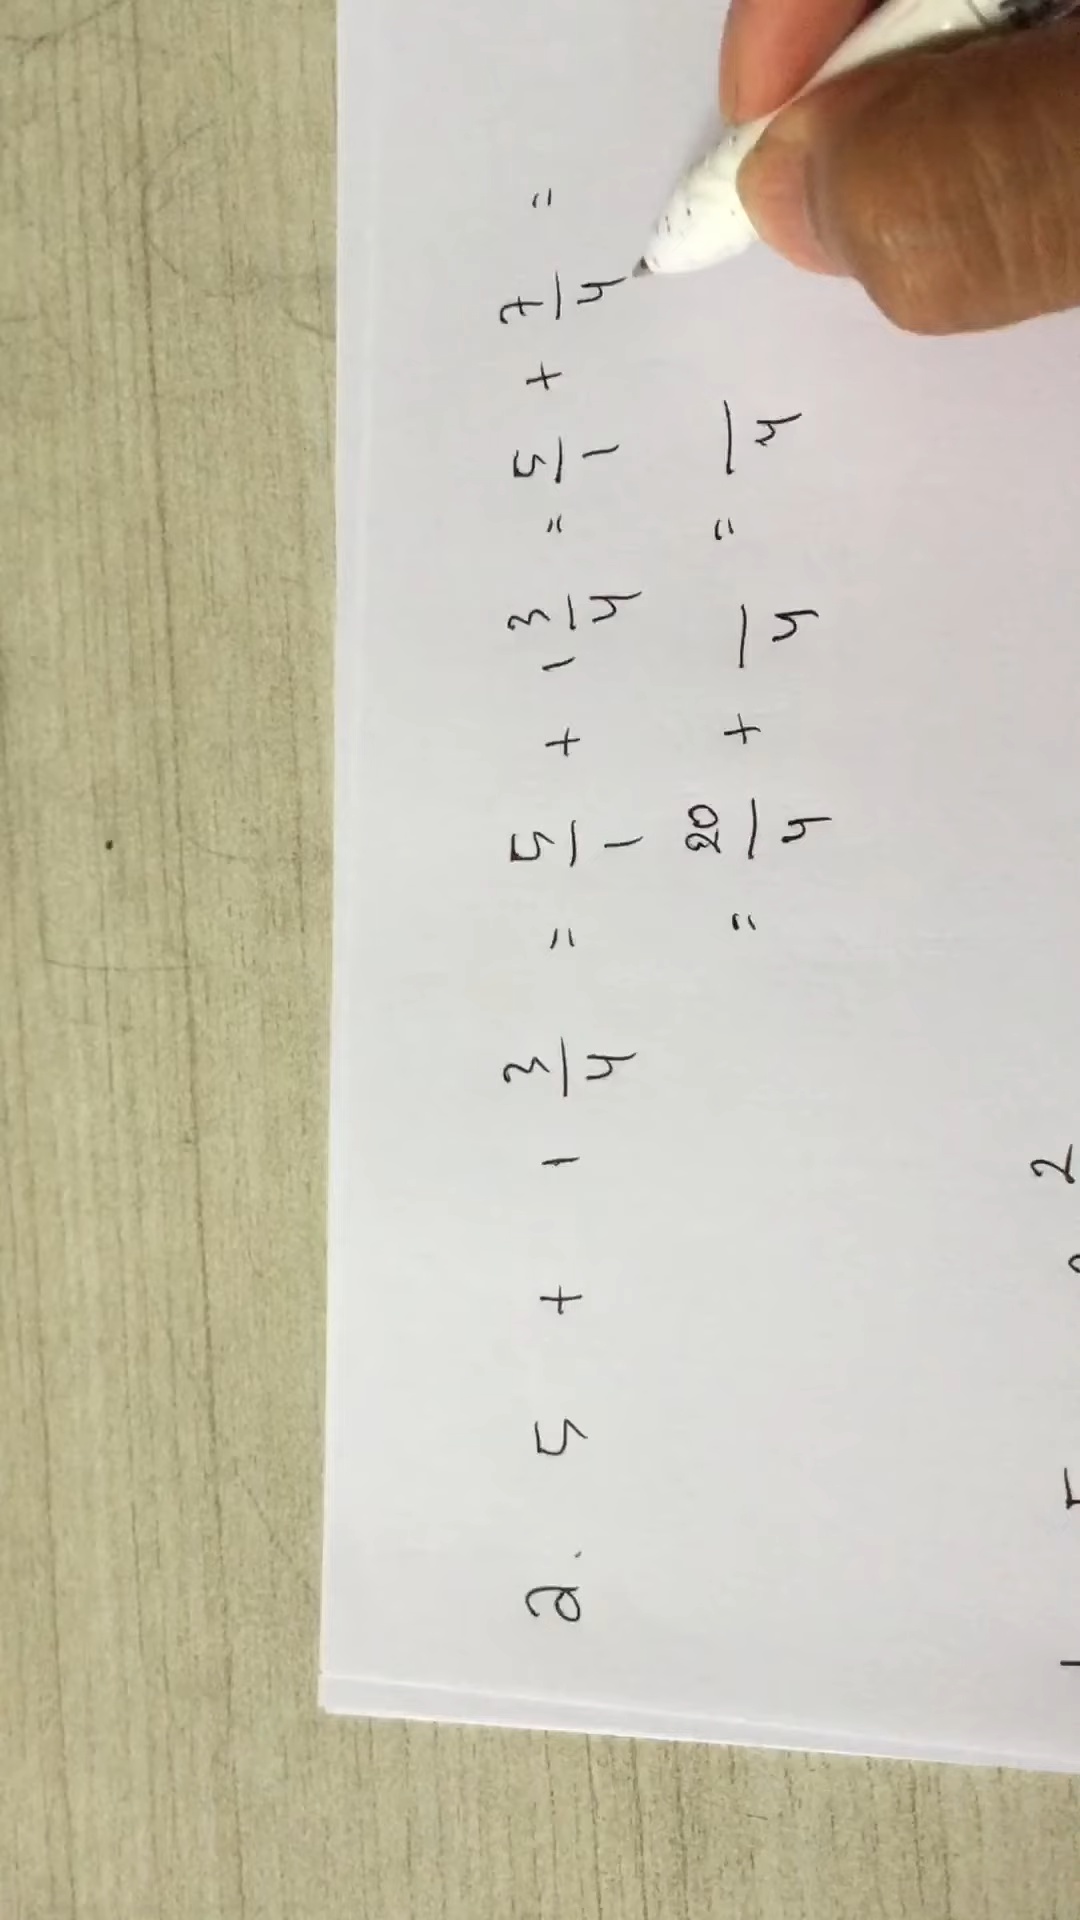 a. 5 + 1 3/4 = 5/1 + 1 3/4 = 5/1 + 7/4 =
= 20/4 + /4 = /4